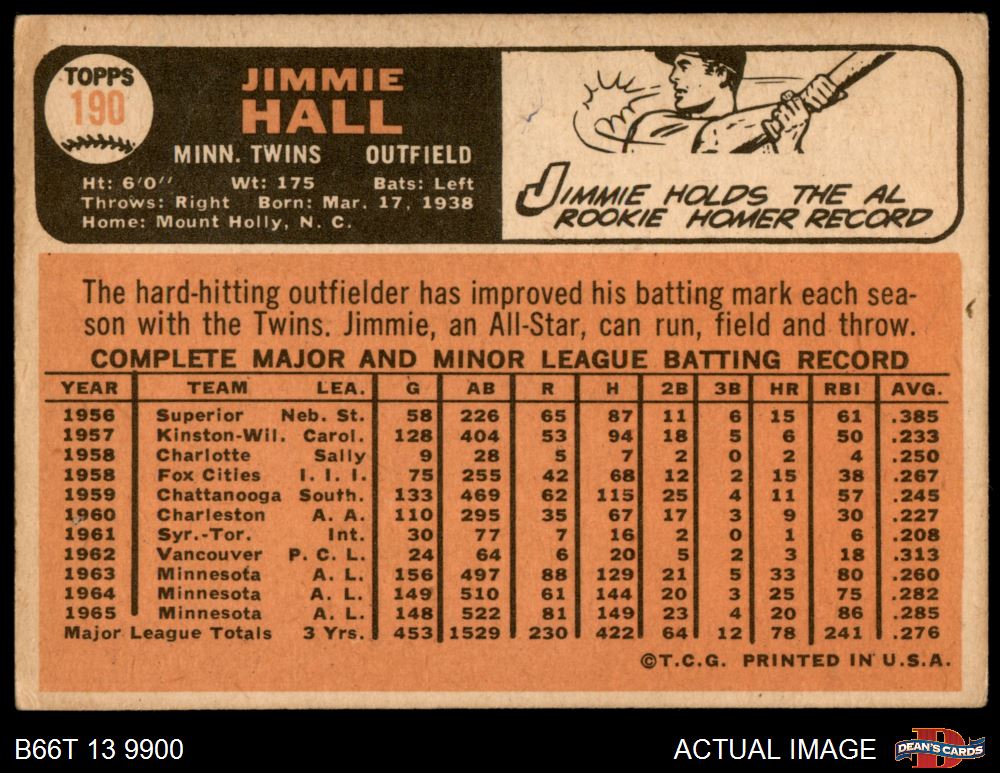 TOPPS
190
JIMMIE
HALL
MINN. TWINS OUTFIELD
Ht: 6'0" Wt: 175 Bats: Left
Throws: Right Born: Mar. 17, 1938
Home: Mount Holly, N. C.
JIMMIE HOLDS THE AL
ROOKIE HOMER RECORD
The hard-hitting outfielder has improved his batting mark each sea-
son with the Twins. Jimmie, an All-Star, can run, field and throw.
COMPLETE MAJOR AND MINOR LEAGUE BATTING RECORD
YEAR TEAM LEA. G AB R H 2B 3B HR RBI AVG.
1956 Superior Neb. St. 58 226 65 87 11 6 15 61 .385
1957 Kinston-Wil. Carol. 128 404 53 94 18 5 6 50 .233
1958 Charlotte Sally 9 28 5 7 2 0 2 4 .250
1958 Fox Cities I. I. I. 75 255 42 68 12 2 15 38 .267
1959 Chattanooga South. 133 469 62 115 25 4 11 57 .245
1960 Charleston A. A. 110 295 35 67 17 3 9 30 .227
1961 Syr.-Tor. Int. 30 77 7 16 2 0 1 6 .208
1962 Vancouver P. C. L. 24 64 6 20 5 2 3 18 .313
1963 Minnesota A. L. 156 497 88 129 21 5 33 80 .260
1964 Minnesota A. L. 149 510 61 144 20 3 25 75 .282
1965 Minnesota A. L. 148 522 81 149 23 4 20 86 .285
Major League Totals 3 Yrs. 453 1529 230 422 64 12 78 241 .276
©T.C.G. PRINTED IN U.S.A.
B66T 13 9900
ACTUAL IMAGE
D
DEAN'S CARDS